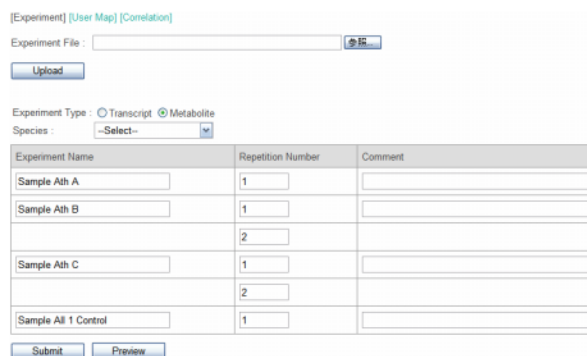 [Experiment] [User Map] [Correlation]
Experiment File : 参照...
Upload
Experiment Type : Transcript Metabolite
Species : --Select--
Experiment Name Repetition Number Comment
Sample Ath A 1
Sample Ath B 1
2
Sample Ath C 1
2
Sample All 1 Control 1
Submit Preview